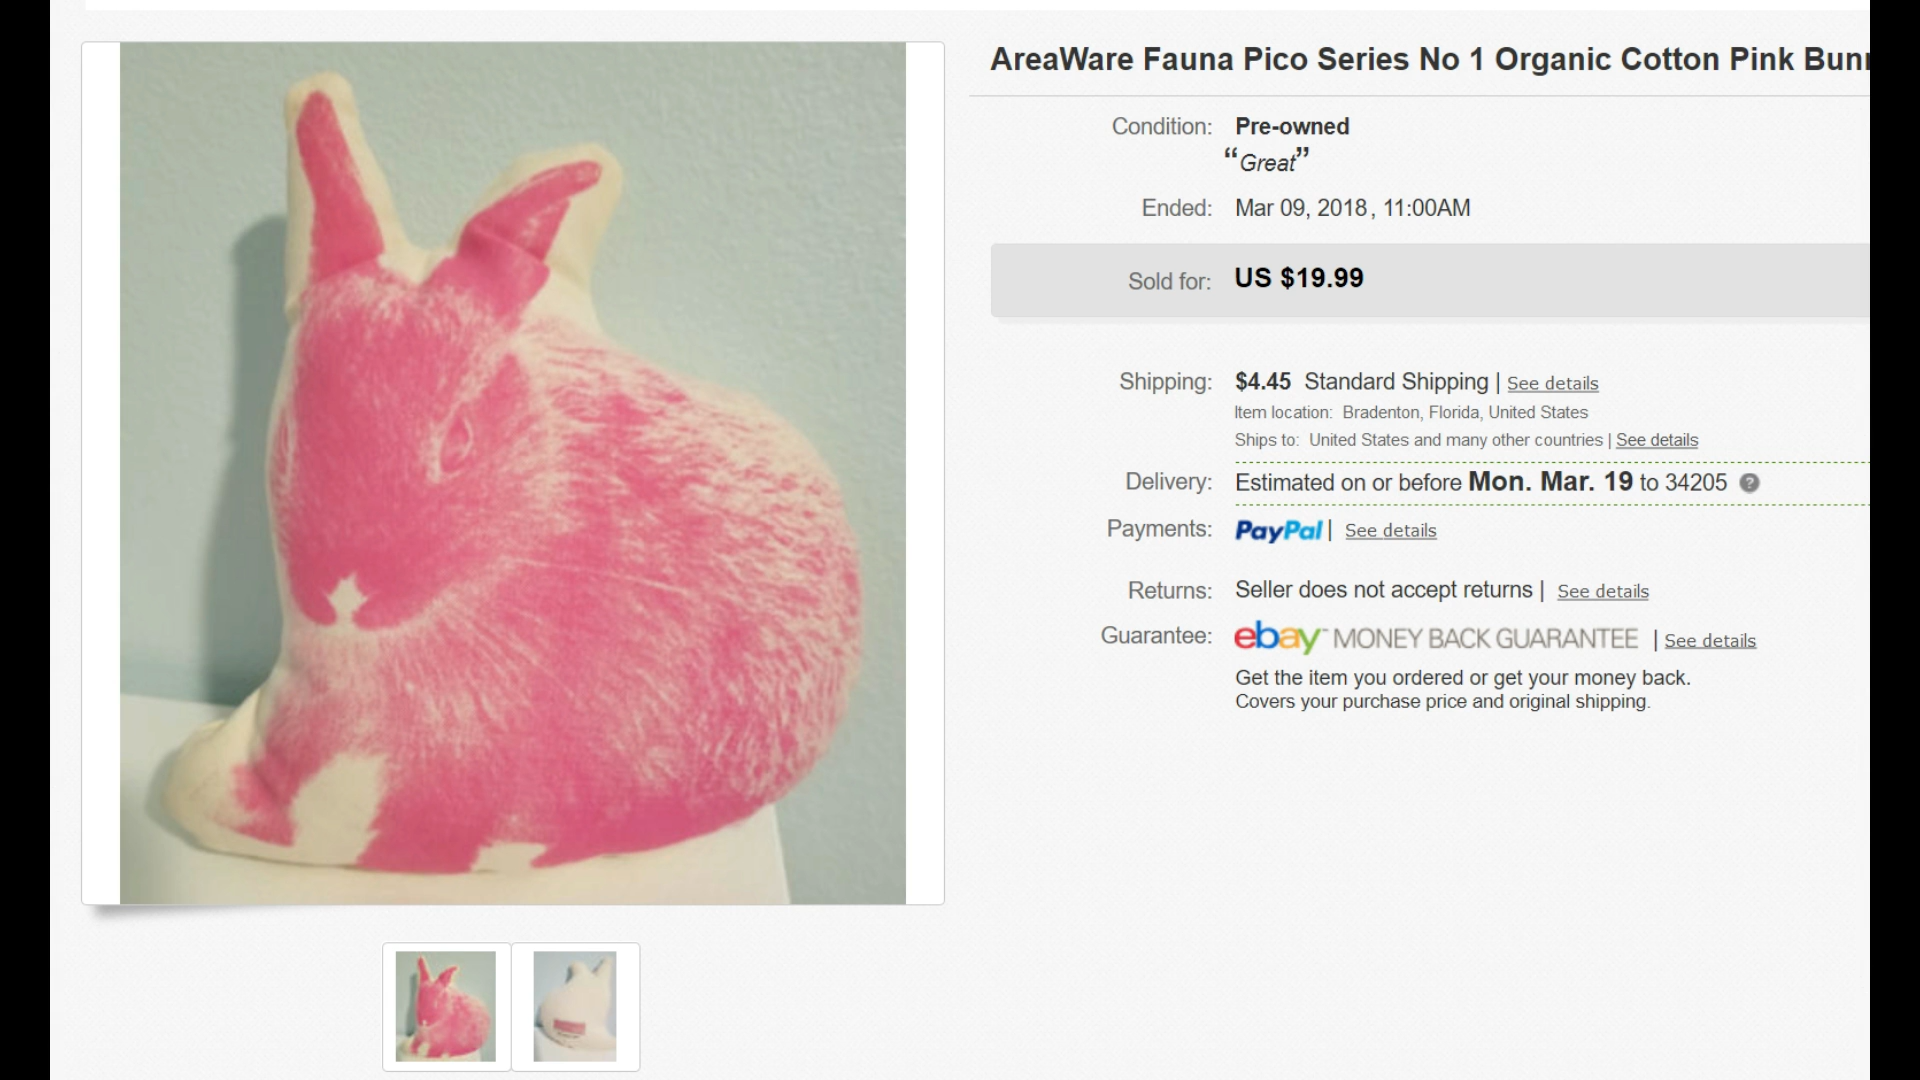 AreaWare Fauna Pico Series No 1 Organic Cotton Pink
Condition: Pre-owned
“Great”
Ended: Mar 09, 2018, 11:00AM
Sold for: US $19.99
Shipping: $4.45 Standard Shipping | See details
Item location: Bradenton, Florida, United States
Ships to: United States and many other countries | See details
Delivery: Estimated on or before Mon. Mar. 19 to 34205 ?
Payments: PayPal | See details
Returns: Seller does not accept returns | See details
Guarantee: ebay™ MONEY BACK GUARANTEE | See details
Get the item you ordered or get your money back.
Covers your purchase price and original shipping.